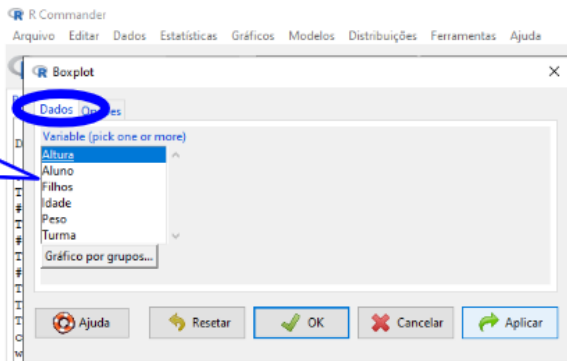 R Commander
Arquivo Editar Dados Estatísticas Gráficos Modelos Distribuições Ferramentas Ajuda
Boxplot
Dados
Variable (pick one or more)
Altura
Aluno
Filhos
Idade
Peso
Turma
Gráfico por grupos...
Ajuda Resetar OK Cancelar Aplicar